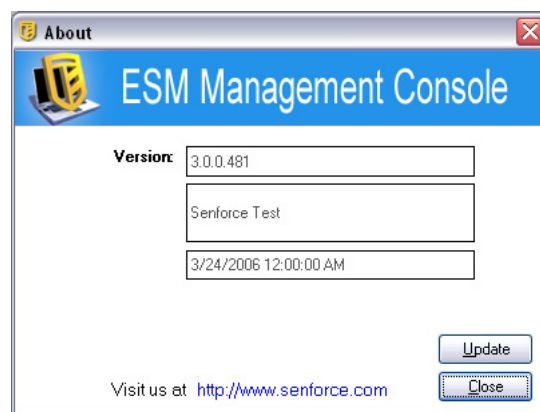 About
ESM Management Console
Version:
3.0.0.481
Senforce Test
3/24/2006 12:00:00 AM
Update
Visit us at http://www.senforce.com
Close